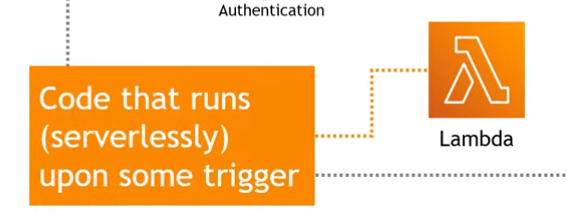 Authentication
Code that runs
(serverlessly)
upon some trigger
Lambda